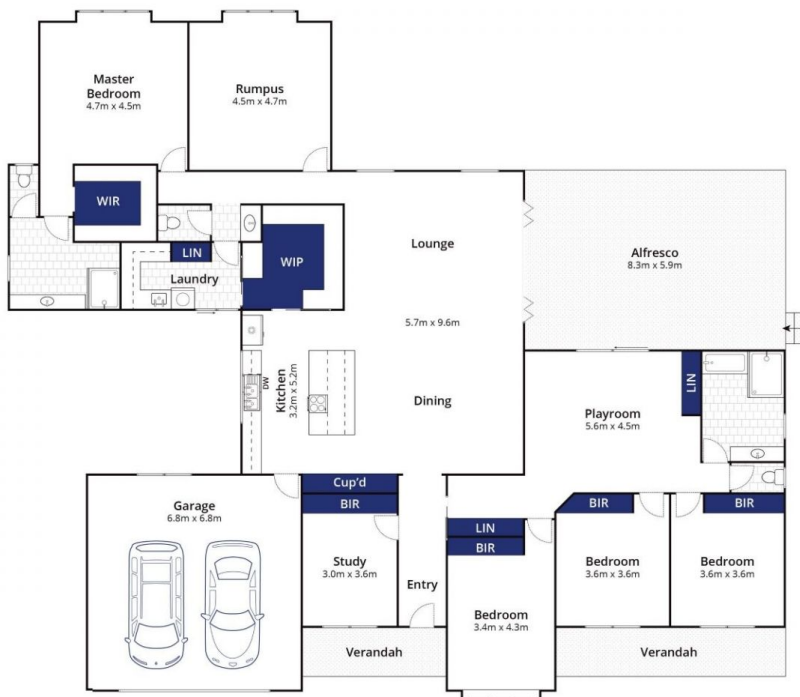 Master
Bedroom
4.7m x 4.5m
Rumpus
4.5m x 4.7m
WIR
LIN
Laundry
WIP
Lounge
5.7m x 9.6m
Alfresco
8.3m x 5.9m
DW
Kitchen
3.2m x 5.2m
Dining
Playroom
5.6m x 4.5m
LIN
Garage
6.8m x 6.8m
Cup'd
BIR
Study
3.0m x 3.6m
Entry
LIN
BIR
Bedroom
3.4m x 4.3m
BIR
Bedroom
3.6m x 3.6m
BIR
Bedroom
3.6m x 3.6m
Verandah
Verandah